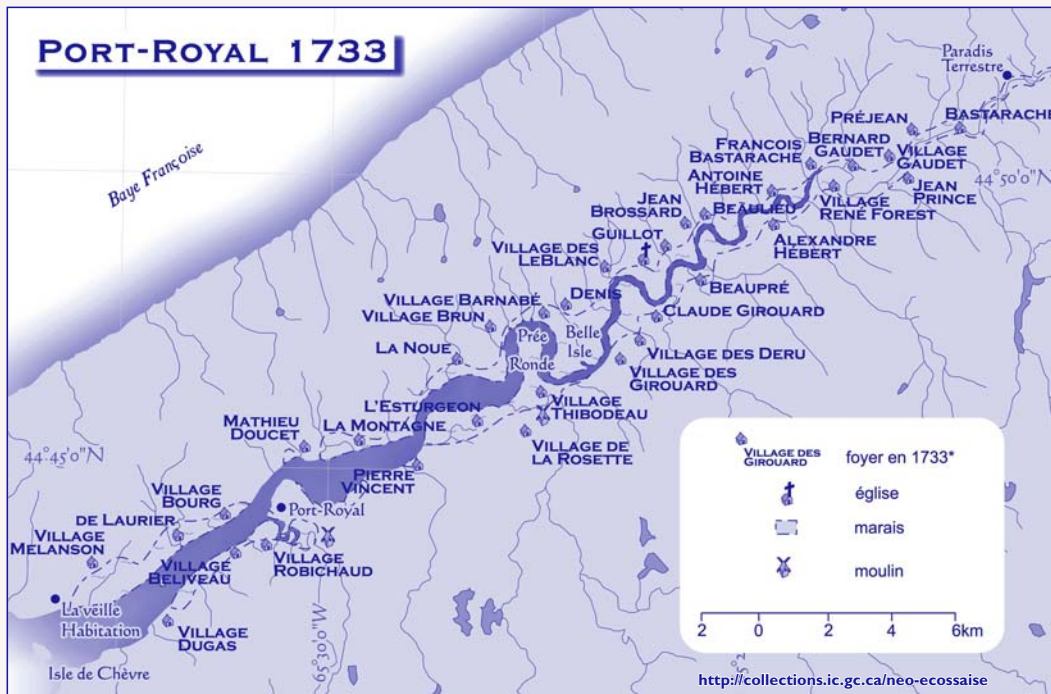 PORT-ROYAL 1733
Baye Françoise
Paradis
Terrestre
BASTARACHE
PRÉJEAN
BERNARD
GAUDET
VILLAGE
GAUDET
FRANCOIS
BASTARACHE
JEAN
PRINCE
44°50'0"N
ANTOINE
HÉBERT
VILLAGE
RENÉ FOREST
JEAN
BROSSARD
BEAULIEU
ALEXANDRE
HÉBERT
GUILLOT
VILLAGE DES
LEBLANC
BEAUPRÉ
DENIS
CLAUDE GIROUARD
VILLAGE BARNABÉ
VILLAGE BRUN
Prée
Ronde
Belle
Isle
LA NOUE
VILLAGE DES DERU
VILLAGE DES
GIROUARD
L'ESTURGEON
VILLAGE
THIBODEAU
LA MONTAGNE
MATHIEU
DOUCET
VILLAGE DE
LA ROSETTE
44°45'0"N
PIERRE
VINCENT
VILLAGE
BOURG
Port-Royal
DE LAURIER
VILLAGE
MELANSON
VILLAGE
BELIVEAU
VILLAGE
ROBICHAUD
La veille
Habitation
VILLAGE
DUGAS
65°30'0"W
Isle de Chèvre
VILLAGE DES
GIROUARD
foyer en 1733*
église
marais
moulin
2 0 2 4 6km
http://collections.ic.gc.ca/neo-ecossaise